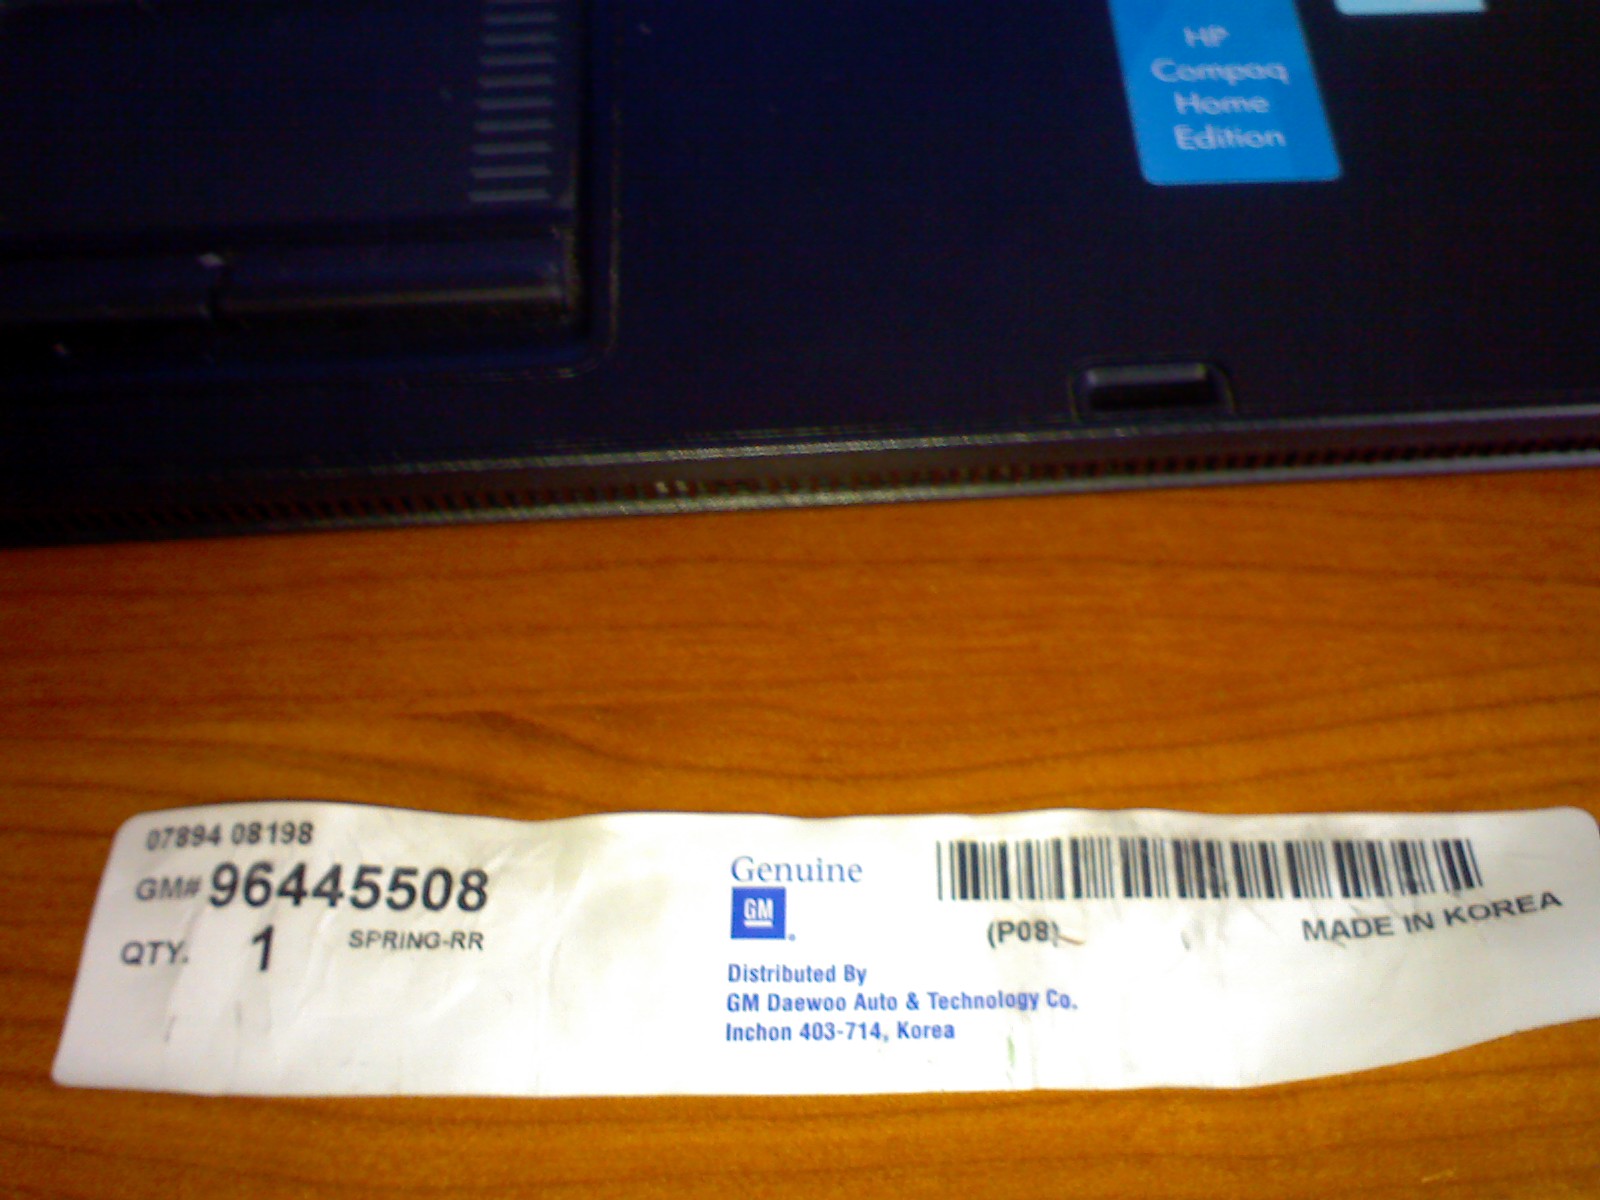 HP
Compaq
Home
Edition
07894 08198
GM# 96445508
QTY. 1 SPRING-RR
Genuine
GM
Distributed By
GM Daewoo Auto & Technology Co.
Inchon 403-714, Korea
(P08)
MADE IN KOREA